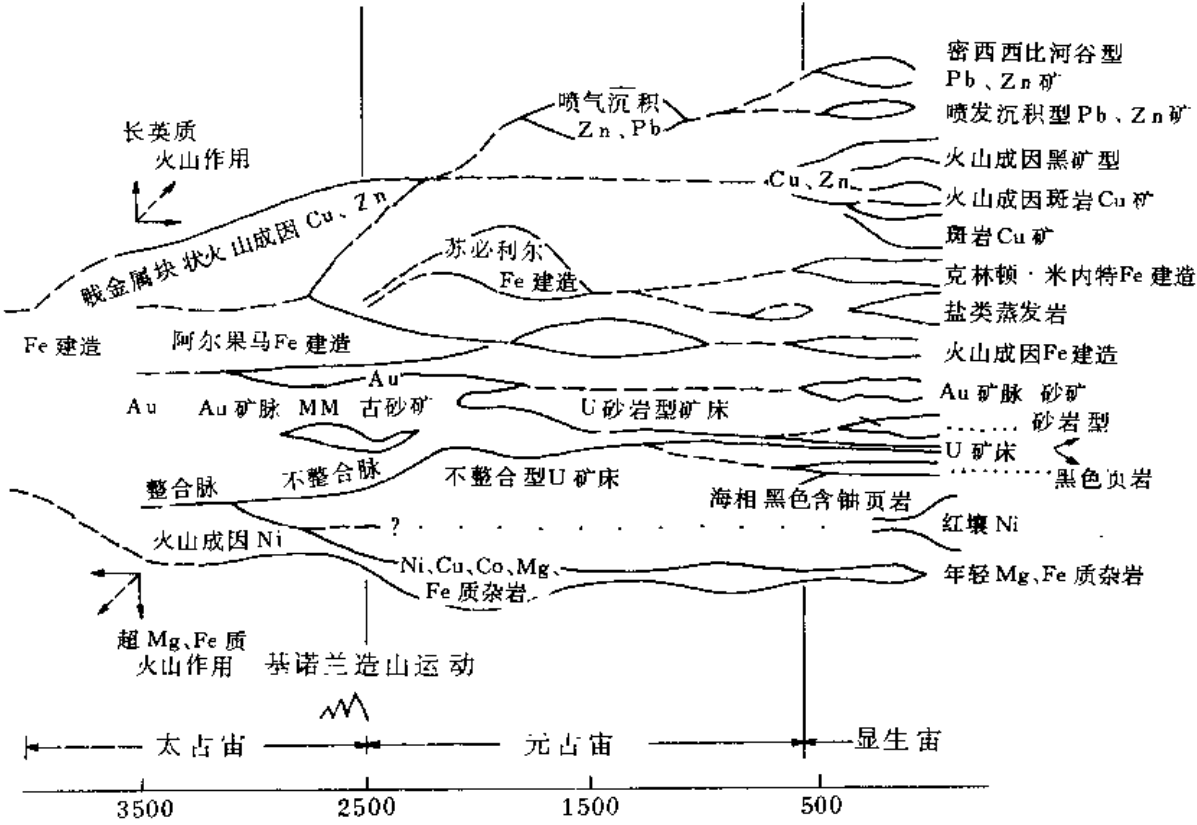 密西西比河谷型
Pb、Zn矿
喷气沉积
Zn、Pb
喷发沉积型Pb、Zn矿
长英质
火山作用
火山成因黑矿型
Cu、Zn
火山成因斑岩Cu矿
贱金属块状火山成因Cu、Zn
斑岩Cu矿
苏必利尔
Fe建造
克林顿·米内特Fe建造
盐类蒸发岩
Fe建造
阿尔果马Fe建造
火山成因Fe建造
Au
Au矿脉 砂矿
Au
Au矿脉 MM 古砂矿
U砂岩型矿床
砂岩型
U矿床
整合脉
不整合脉
不整合型U矿床
黑色页岩
海相黑色含铀页岩
?
红壤Ni
火山成因Ni
Ni、Cu、Co、Mg、
Fe质杂岩
年轻Mg、Fe质杂岩
超Mg、Fe质
火山作用
基诺兰造山运动
太古宙
元古宙
显生宙
3500
2500
1500
500